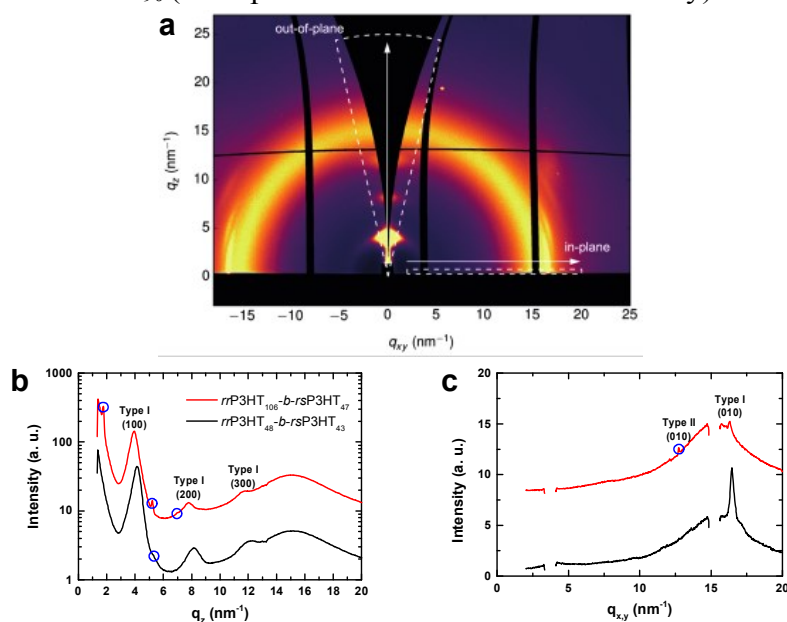 a
out-of-plane
in-plane
25
20
15
10
5
0
q_z (nm⁻¹)
−15 −10 −5 0 5 10 15 20 25
q_xy (nm⁻¹)
b
Intensity (a. u.)
1000
100
10
1
rrP3HT₁₀₆-b-rsP3HT₄₇
rrP3HT₄₈-b-rsP3HT₄₃
Type I
(100)
Type I
(200)
Type I
(300)
0 2 4 6 8 10 12 14 16 18 20
q_z (nm⁻¹)
c
Intensity (a. u.)
20
15
10
5
0
Type II
(010)
Type I
(010)
0 5 10 15 20
q_x,y (nm⁻¹)